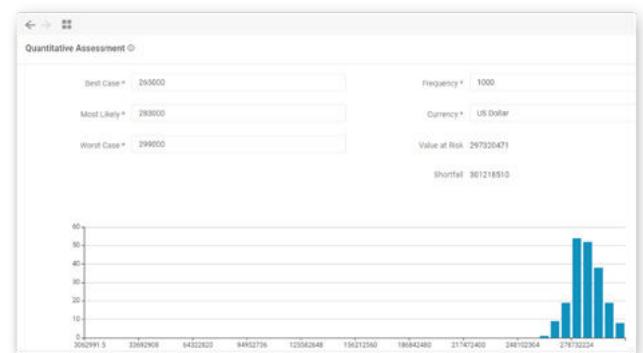 Quantitative Assessment
Best Case * 265000
Frequency * 1000
Most Likely * 283000
Currency * US Dollar
Worst Case * 299000
Value at Risk 297320471
Shortfall 301218510
60
50
40
30
20
10
0
3062991.5 33692908 64322820 94952736 125582648 156212560 186842480 217472400 248102304 278732224